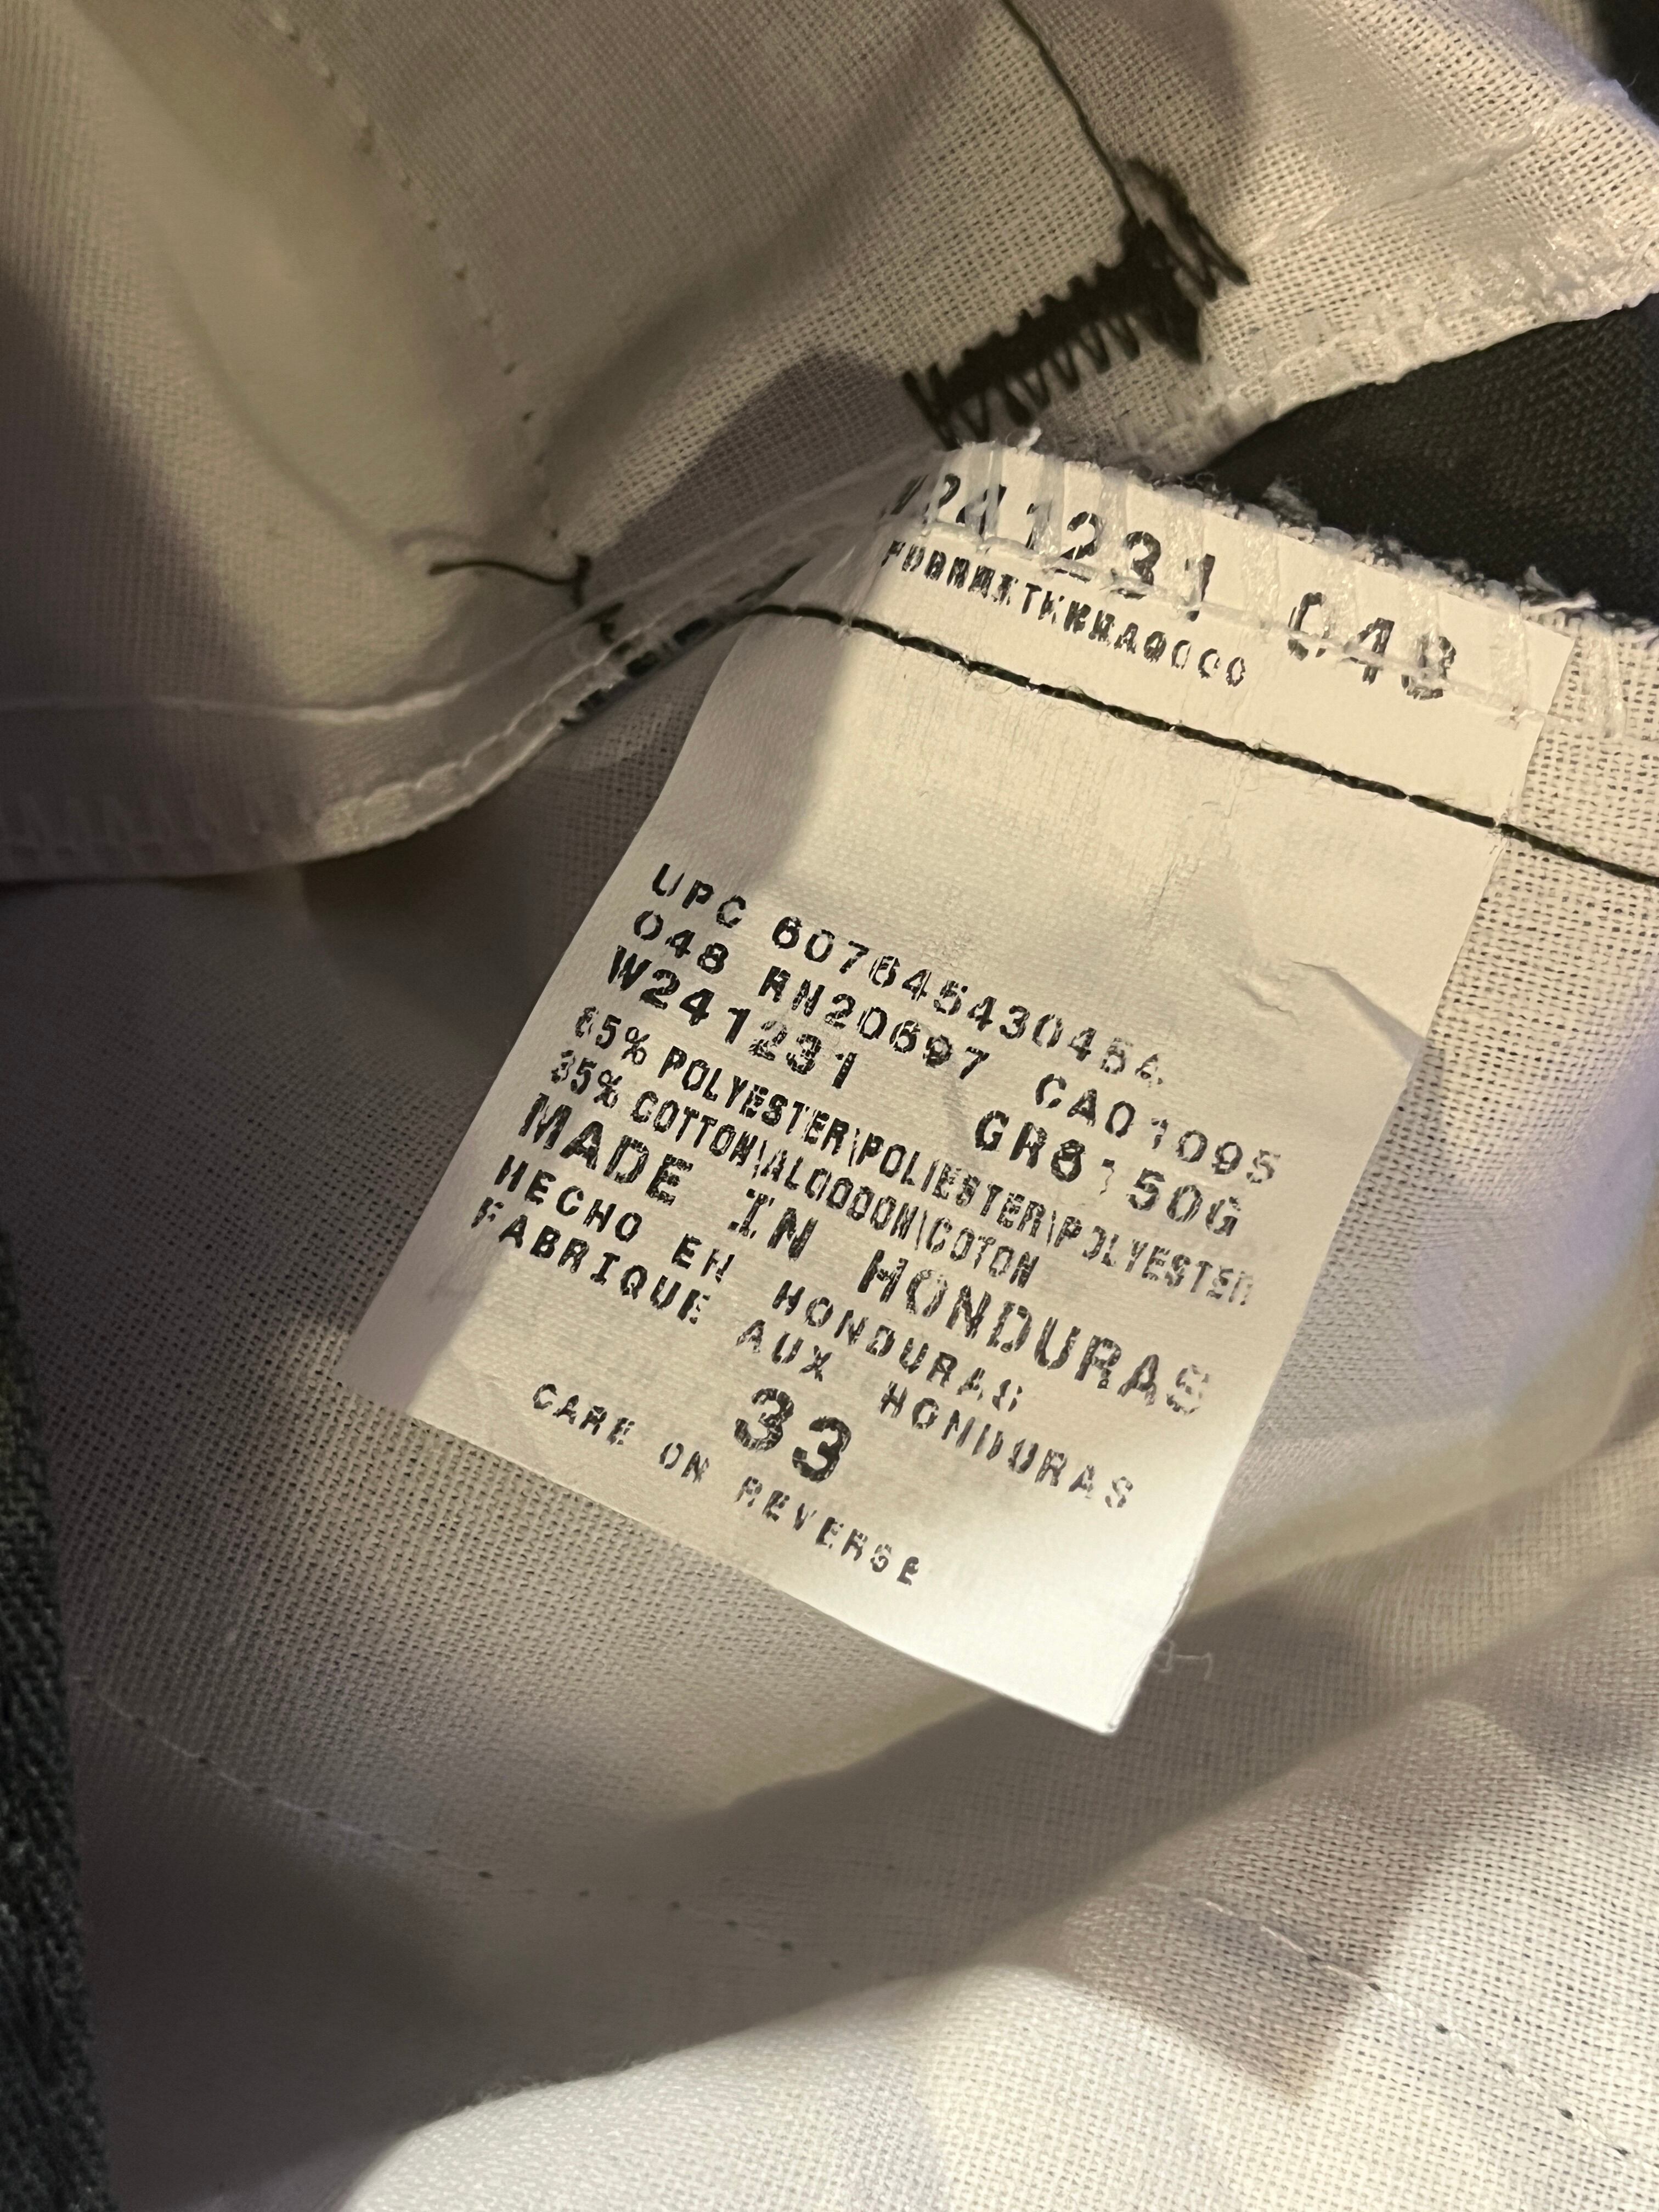 W241231 048
UPC 607645430454
048 RN20697 CA01095
W241231 GR8150G
65% POLYESTER\POLIESTER\POLYESTER
35% COTTON\ALGODON\COTON
MADE IN HONDURAS
HECHO EN HONDURAS
FABRIQUE AUX HONDURAS
33
CARE ON REVERSE